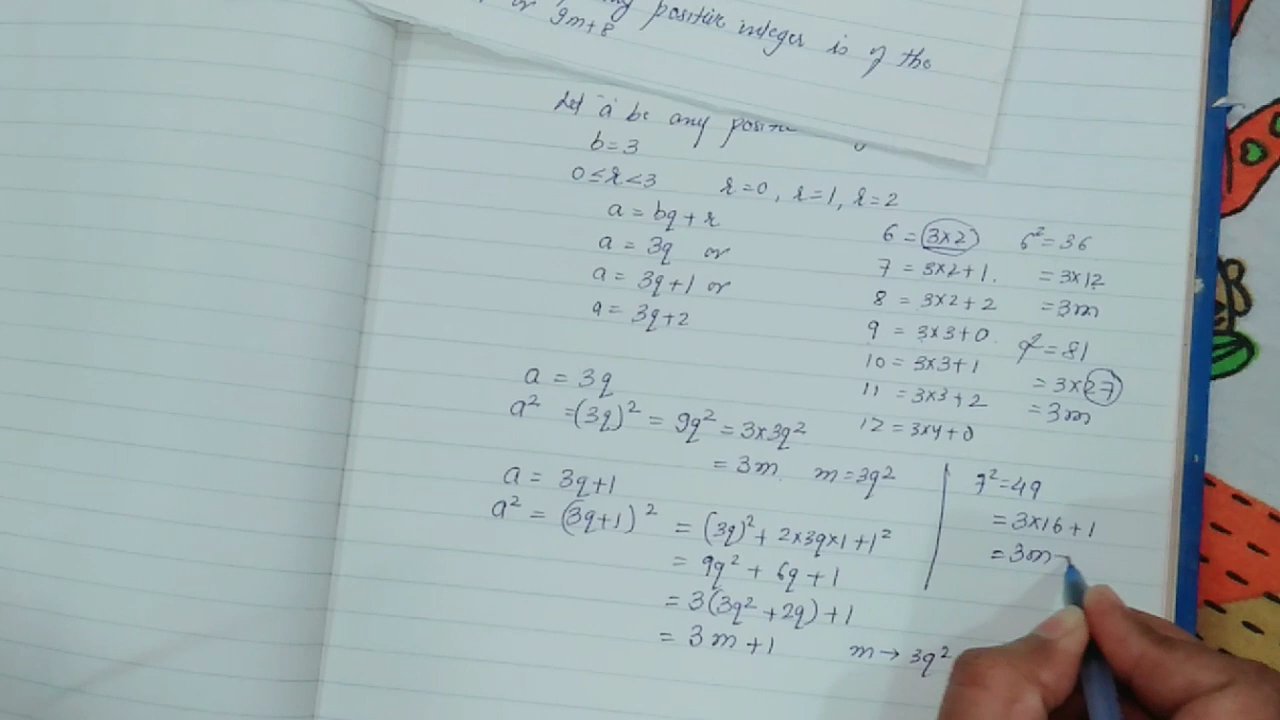 positive integer is of the
or 9m+8
Let 'a' be any
b=3
0≤r<3 r=0, r=1, r=2
a = bq + r
a = 3q or
a = 3q+1 or
a = 3q+2
6 = 3×2 6²=36
7 = 3×2+1. = 3×12
8 = 3×2+2 =3m
9 = 3×3+0. 9²=81
10 = 3×3+1 = 3×27
11 = 3×3+2 = 3m
12 = 3×4+0
a = 3q
a² =(3q)² = 9q² = 3×3q²
= 3m. m=3q²
a = 3q+1
a² = (3q+1)² = (3q)²+ 2×3q×1+1²
= 9q² + 6q+1
= 3(3q²+2q)+1
= 3m+1 m→3q²
7²=49
= 3×16+1
= 3m